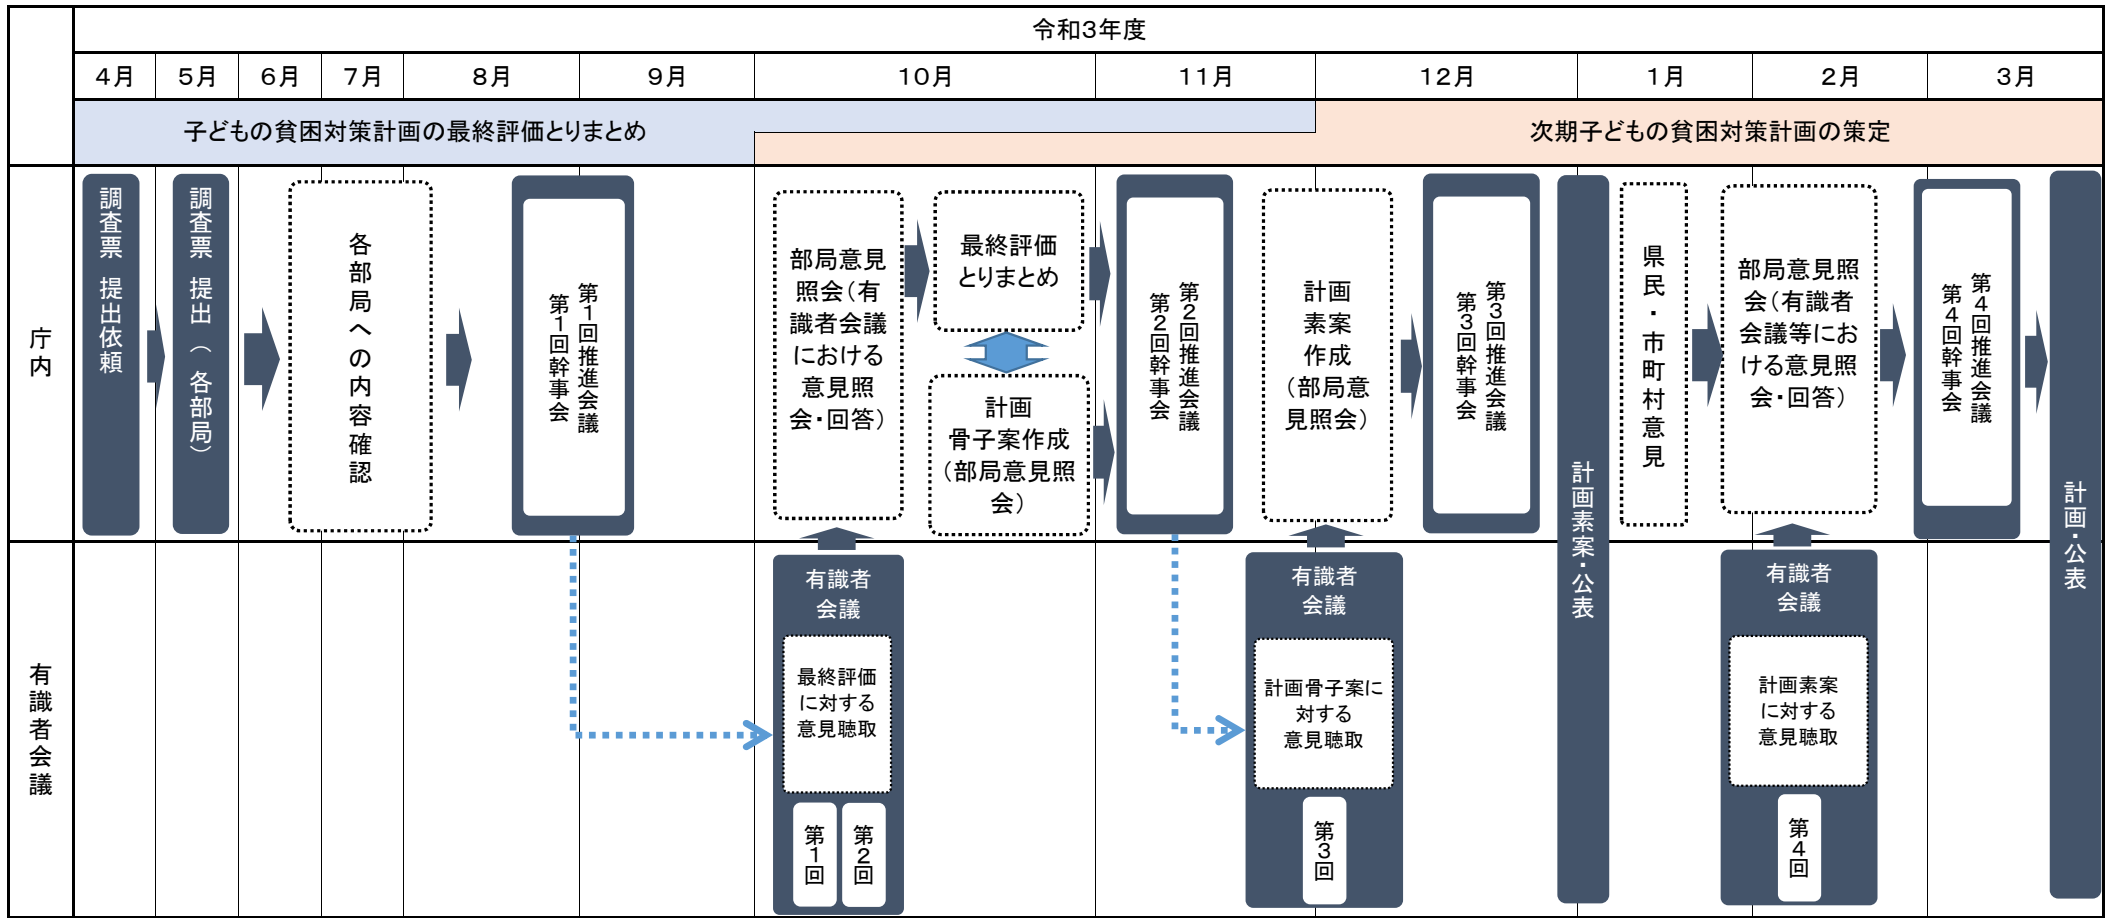 令和3年度
4月
5月
6月
7月
8月
9月
10月
11月
12月
1月
2月
3月
子どもの貧困対策計画の最終評価とりまとめ
次期子どもの貧困対策計画の策定
庁内
調査票 提出依頼
調査票 提出（各部局）
各部局への内容確認
第1回推進会議
第1回幹事会
部局意見
照会（有
識者会議
における
意見照
会・回答）
最終評価
とりまとめ
計画
骨子案作成
（部局意見照
会）
第2回推進会議
第2回幹事会
計画
素案
作成
（部局意
見照会）
第3回推進会議
第3回幹事会
計画素案・公表
県民・市町村意見
部局意見照
会（有識者
会議等にお
ける意見照
会・回答）
第4回推進会議
第4回幹事会
計画・公表
有識者会議
有識者
会議
最終評価
に対する
意見聴取
第1回
第2回
有識者
会議
計画骨子案に
対する
意見聴取
第3回
有識者
会議
計画素案
に対する
意見聴取
第4回